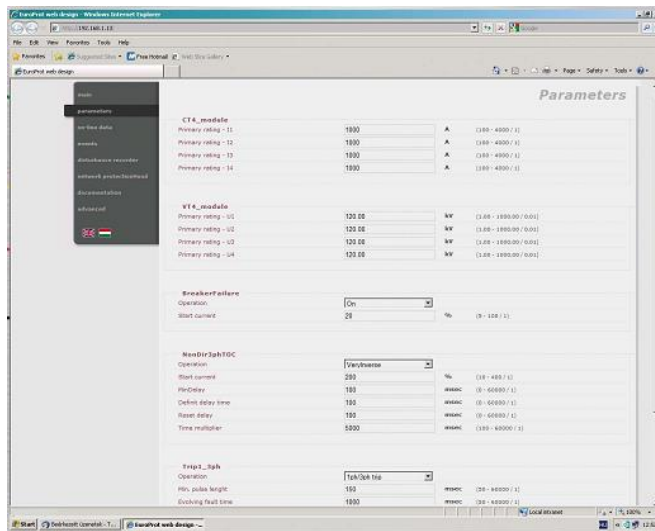 EuroProt web design - Windows Internet Explorer
192.168.1.13
File Edit View Favorites Tools Help
Favorites Suggested Sites Free Hotmail Web Slice Gallery
EuroProt web design
Page Safety Tools
main
parameters
on-line data
events
disturbance recorder
network protection
documentation
advanced
Parameters
CT4_module
Primary rating - I1 1000 A (100 - 4000 / 1)
Primary rating - I2 1000 A (100 - 4000 / 1)
Primary rating - I3 1000 A (100 - 4000 / 1)
Primary rating - I4 1000 A (100 - 4000 / 1)
VT4_module
Primary rating - U1 120.00 kV (1.00 - 1000.00 / 0.01)
Primary rating - U2 120.00 kV (1.00 - 1000.00 / 0.01)
Primary rating - U3 120.00 kV (1.00 - 1000.00 / 0.01)
Primary rating - U4 120.00 kV (1.00 - 1000.00 / 0.01)
BreakerFailure
Operation On
Start current 20 % (5 - 100 / 1)
NonDir3phTOC
Operation VeryInverse
Start current 200 %
MinDelay 100 msec (0 - 60000 / 1)
Definit delay time 100 msec (0 - 60000 / 1)
Reset delay 100 msec (0 - 60000 / 1)
Time multiplier 5000 msec (100 - 60000 / 1)
Trip1_3ph
Operation 1ph/3ph trip
Min. pulse lenght 150 msec (50 - 60000 / 1)
Evolving fault time 1000 msec (50 - 60000 / 1)
Local intranet 100%
Start EuroProt web design -...